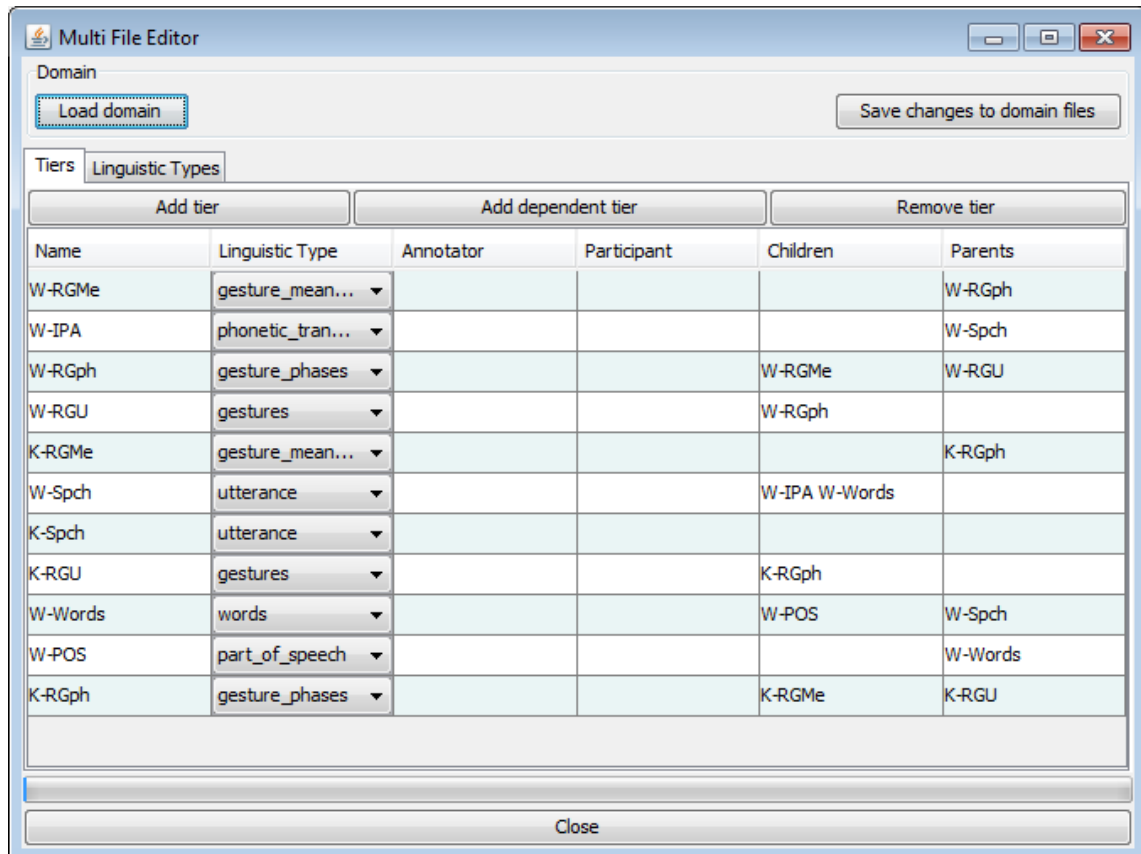 Multi File Editor
Domain
Load domain Save changes to domain files
Tiers Linguistic Types
Add tier Add dependent tier Remove tier
Name Linguistic Type Annotator Participant Children Parents
W-RGMe gesture_mean... W-RGph
W-IPA phonetic_tran... W-Spch
W-RGph gesture_phases W-RGMe W-RGU
W-RGU gestures W-RGph
K-RGMe gesture_mean... K-RGph
W-Spch utterance W-IPA W-Words
K-Spch utterance
K-RGU gestures K-RGph
W-Words words W-POS W-Spch
W-POS part_of_speech W-Words
K-RGph gesture_phases K-RGMe K-RGU
Close